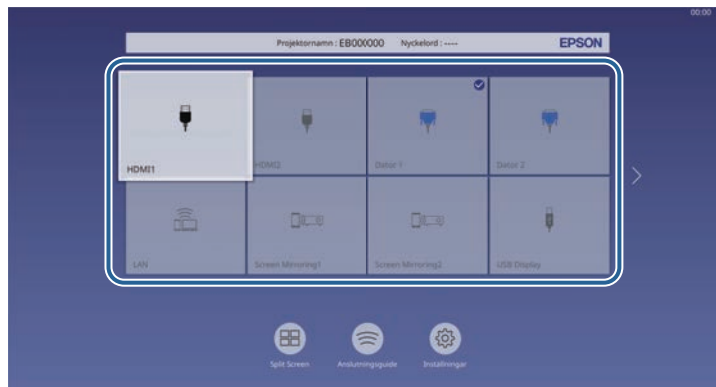 00:00
Projektornamn : EB000000 Nyckelord : ---- EPSON
HDMI1 HDMI2 Dator 1 Dator 2
LAN Screen Mirroring1 Screen Mirroring2 USB Display
Split Screen Anslutningsguide Inställningar